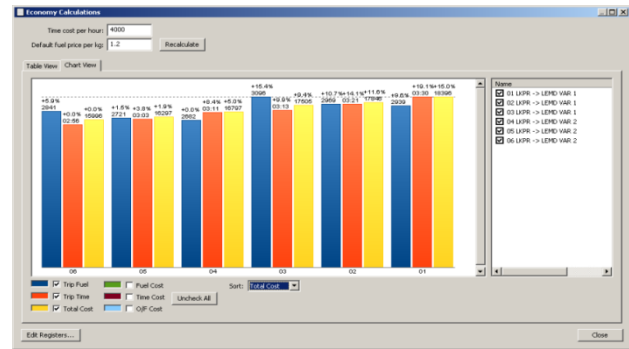 Economy Calculations
Time cost per hour: 4000
Default fuel price per kg: 1.2 Recalculate
Table View Chart View
+5.9% 2841
+0.0% 02:56
+0.0% 15996
+1.6% 2721
+3.8% 03:03
+1.9% 16297
+0.0% 2682
+8.4% 03:11
+5.0% 16797
+15.4% 3096
+9.9% 03:13
+9.4% 17505
+10.7% 2969
+14.1% 03:21
+11.6% 17846
+9.6% 2939
+19.1% 03:30
+15.0% 18396
06 05 04 03 02 01
Name
01 LKPR -> LEMD VAR 1
02 LKPR -> LEMD VAR 1
03 LKPR -> LEMD VAR 1
04 LKPR -> LEMD VAR 2
05 LKPR -> LEMD VAR 2
06 LKPR -> LEMD VAR 2
Trip Fuel Fuel Cost Sort: Total Cost
Trip Time Time Cost Uncheck All
Total Cost O/F Cost
Edit Registers... Close